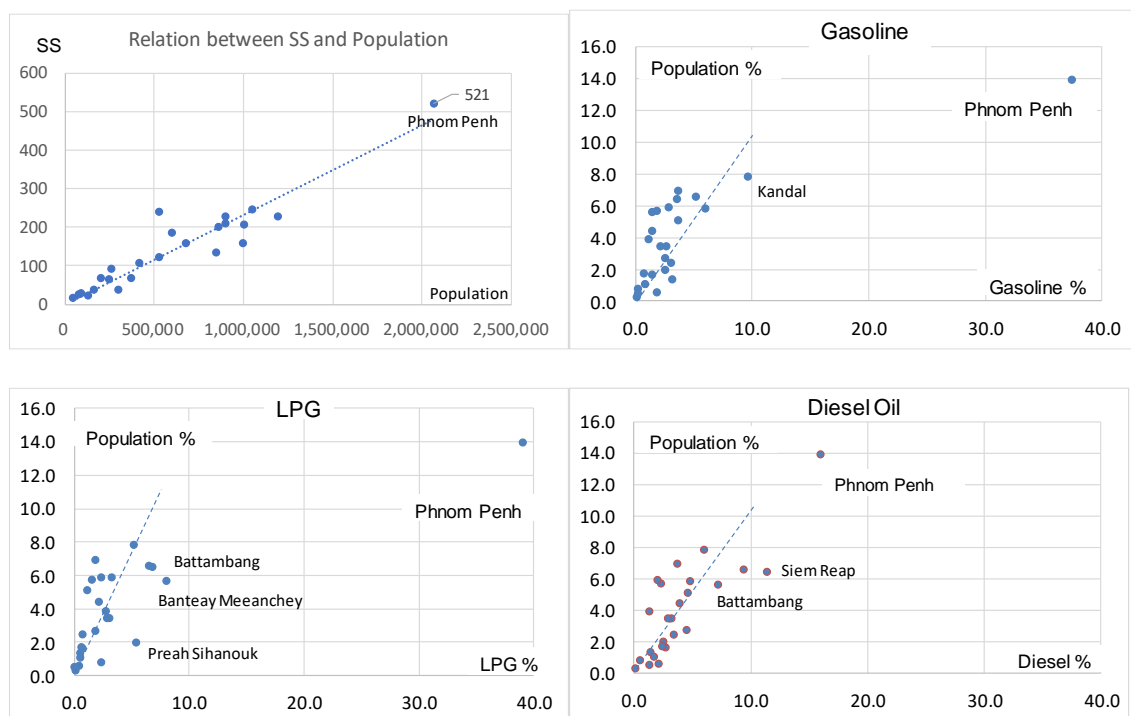 SS
Relation between SS and Population
600
521
500
Phnom Penh
400
300
200
100
0
Population
0 500,000 1,000,000 1,500,000 2,000,000 2,500,000
Gasoline
16.0
Population %
14.0
12.0
Phnom Penh
10.0
8.0
Kandal
6.0
4.0
2.0
Gasoline %
0.0
0.0 10.0 20.0 30.0 40.0
LPG
16.0
Population %
14.0
12.0
10.0
Phnom Penh
8.0
Battambang
6.0
Banteay Meeanchey
4.0
2.0
Preah Sihanouk
LPG %
0.0
0.0 10.0 20.0 30.0 40.0
Diesel Oil
16.0
Population %
14.0
12.0
Phnom Penh
10.0
8.0
Siem Reap
6.0
Battambang
4.0
2.0
Diesel %
0.0
0.0 10.0 20.0 30.0 40.0